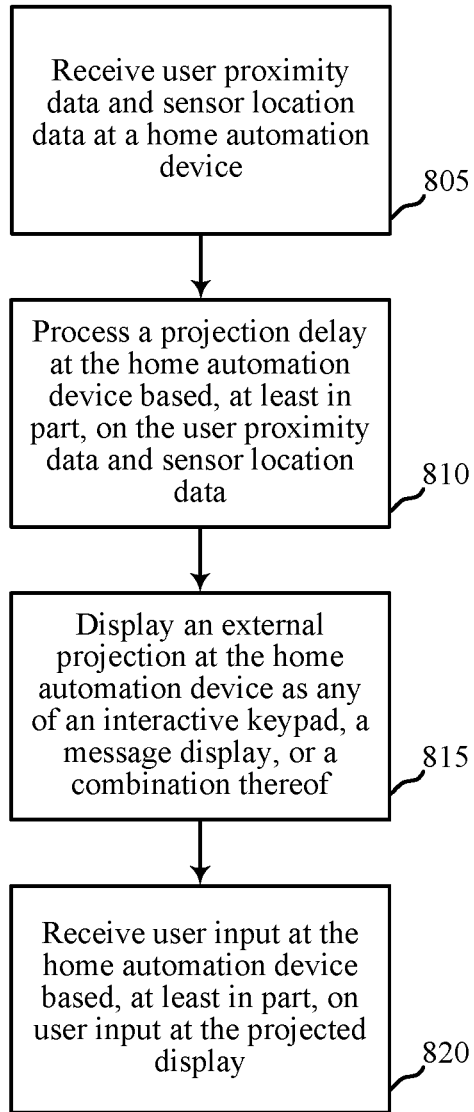 Receive user proximity
data and sensor location
data at a home automation
device
805
Process a projection delay
at the home automation
device based, at least in
part, on the user proximity
data and sensor location
data
810
Display an external
projection at the home
automation device as any
of an interactive keypad, a
message display, or a
combination thereof
815
Receive user input at the
home automation device
based, at least in part, on
user input at the projected
display
820